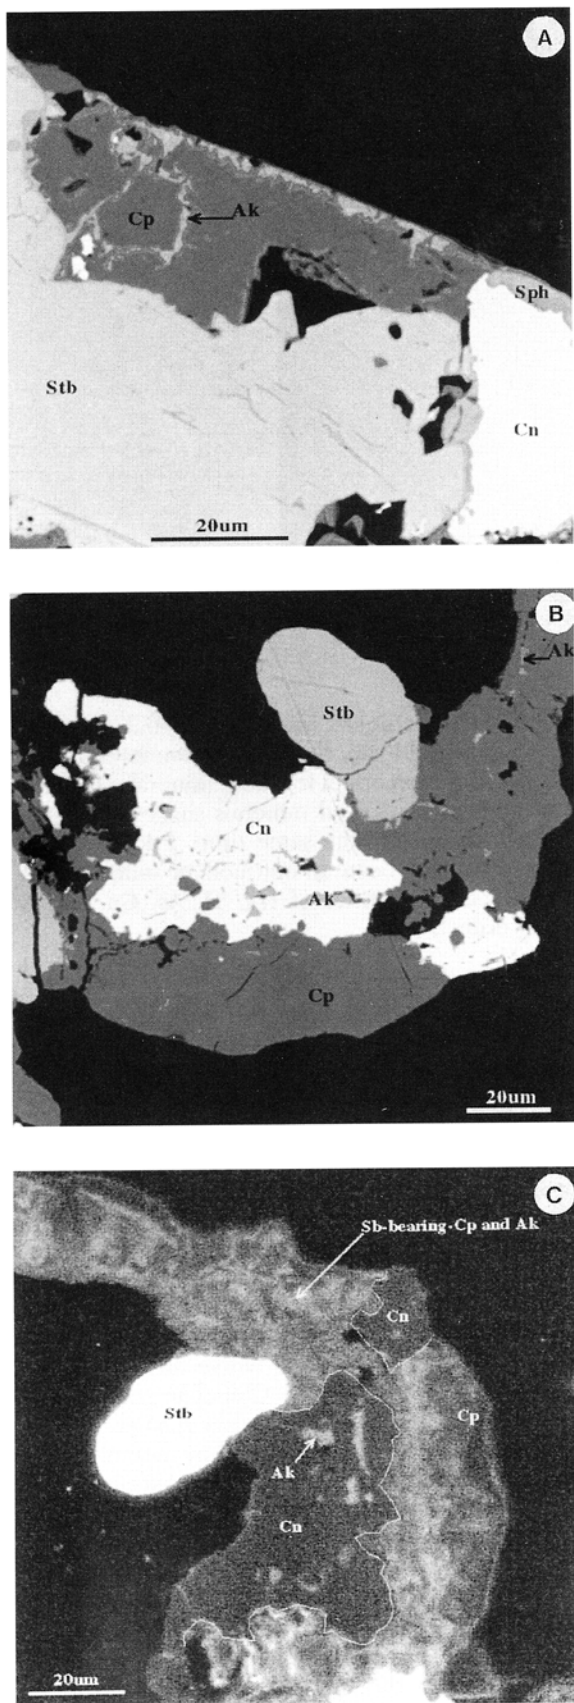 A
Cp
Ak
Sph
Stb
Cn
20um
B
Ak
Stb
Cn
Ak
Cp
20um
C
Sb-bearing-Cp and Ak
Cn
Stb
Cp
Ak
Cn
20um